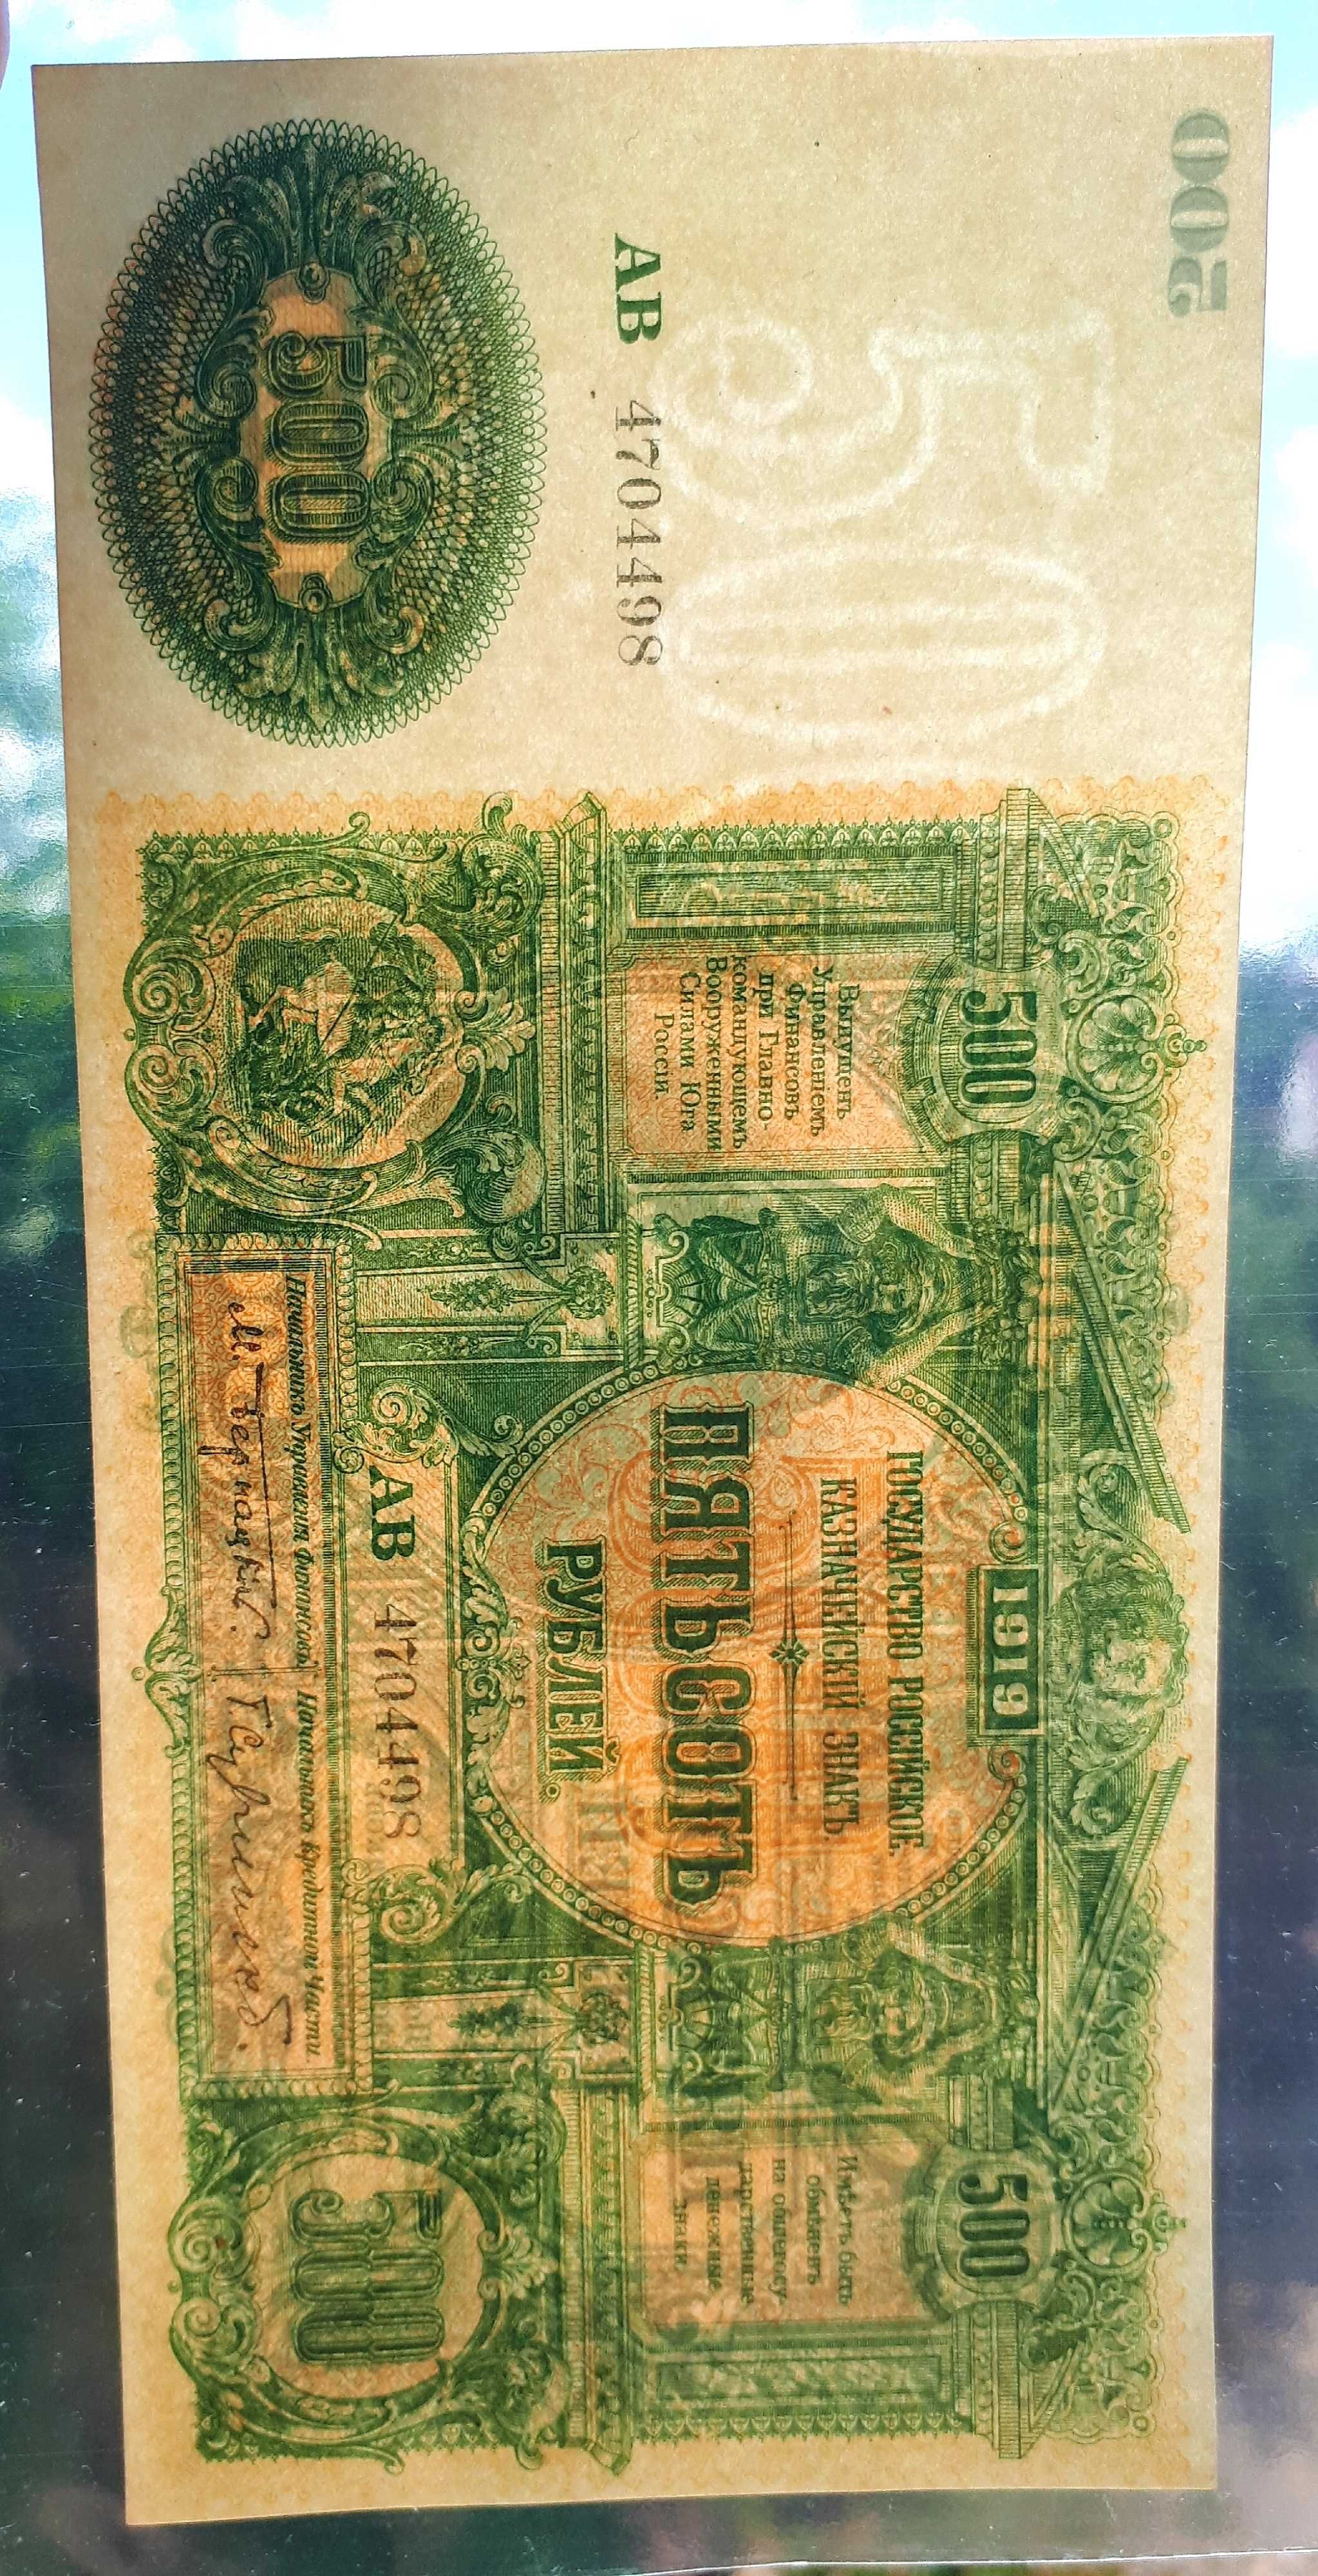 500
АВ 4704498
500
50
1919
ГОСУДАРСТВО РОССІЙСКОЕ.
КАЗНАЧЕЙСКІЙ ЗНАКЪ
ПЯТЬСОТЪ
РУБЛЕЙ.
АВ 4704498
500
Выпущенъ
Управленіемъ
Финансовъ
при Главно-
командующемъ
Вооруженными
Силами Юга
Россіи.
500
Имѣетъ быть
обмѣненъ
на общегосу-
дарственные
денежные
знаки.
Начальникъ Управленія Финансовъ
Начальникъ Кредитной Части
М. Бернацкій.
500